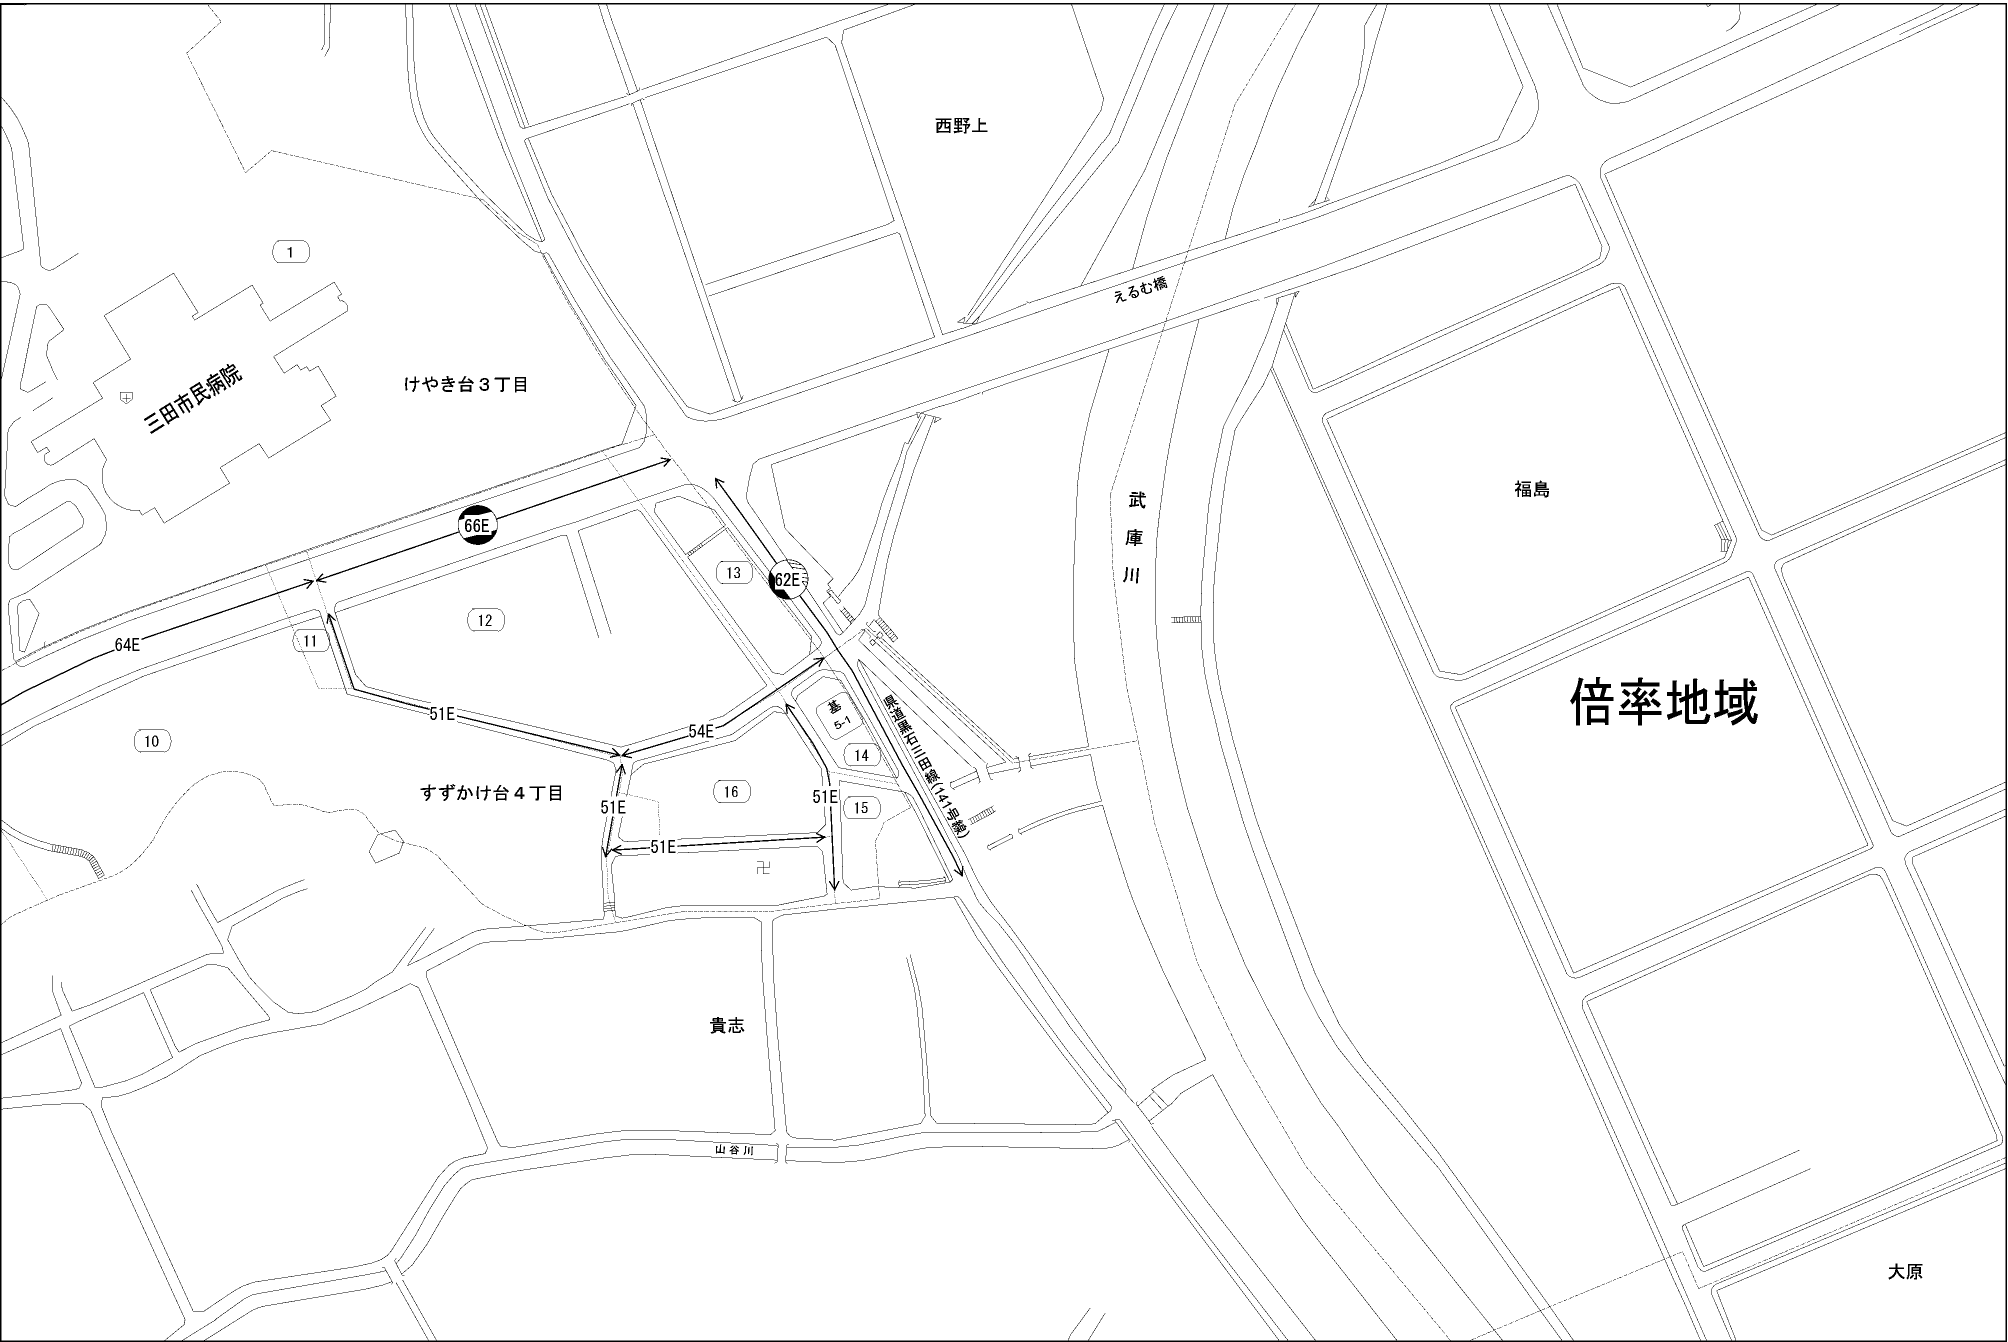 西野上
1
えるむ橋
三田市民病院
けやき台3丁目
福島
武庫川
66E
13
62E
12
11
64E
倍率地域
51E
54E
墓
5-1
県道黒石三田線(141号線)
10
14
すずかけ台4丁目
16
51E
51E
15
51E
卍
貴志
山谷川
大原